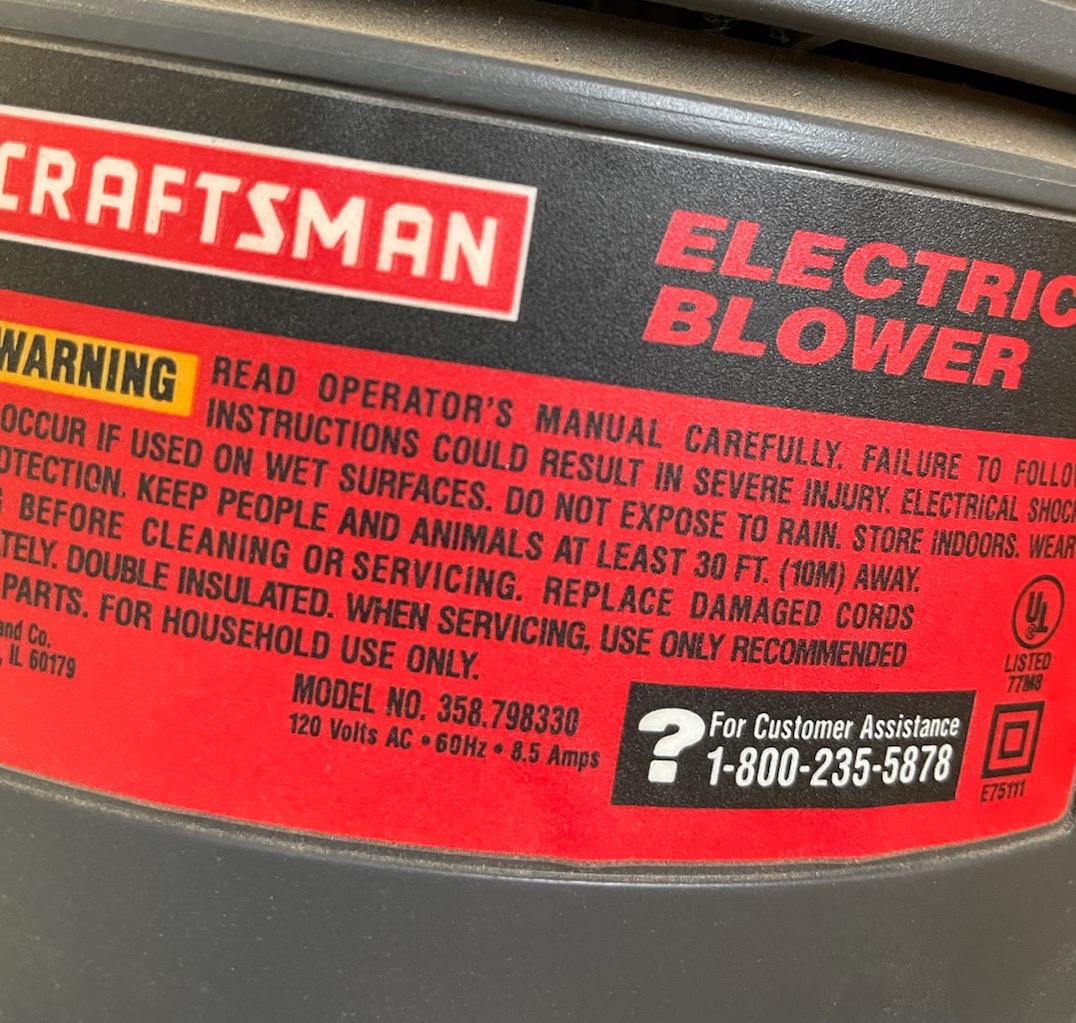 CRAFTSMAN
ELECTRIC
BLOWER
WARNING
READ OPERATOR'S MANUAL CAREFULLY. FAILURE TO FOLLOW
INSTRUCTIONS COULD RESULT IN SEVERE INJURY. ELECTRICAL SHOCK
OCCUR IF USED ON WET SURFACES. DO NOT EXPOSE TO RAIN. STORE INDOORS. WEAR
OTECTION. KEEP PEOPLE AND ANIMALS AT LEAST 30 FT. (10M) AWAY.
BEFORE CLEANING OR SERVICING. REPLACE DAMAGED CORDS
TELY. DOUBLE INSULATED. WHEN SERVICING, USE ONLY RECOMMENDED
PARTS. FOR HOUSEHOLD USE ONLY.
and Co.
, IL 60179
MODEL NO. 358.798330
120 Volts AC • 60Hz • 8.5 Amps
? For Customer Assistance
1-800-235-5878
UL
LISTED
77M8
E75111